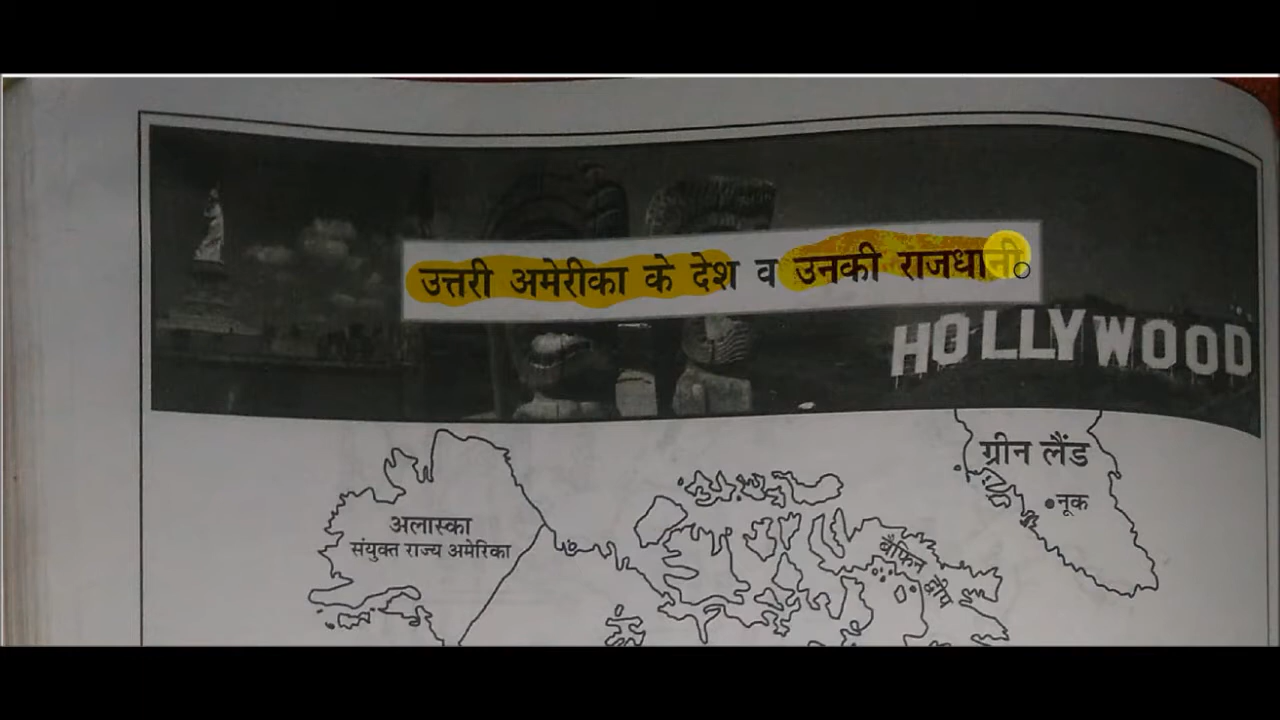 उत्तरी अमेरीका के देश व उनकी राजधानी
HOLLYWOOD
ग्रीन लैंड
नूक
अलास्का
संयुक्त राज्य अमेरिका
बैफिन